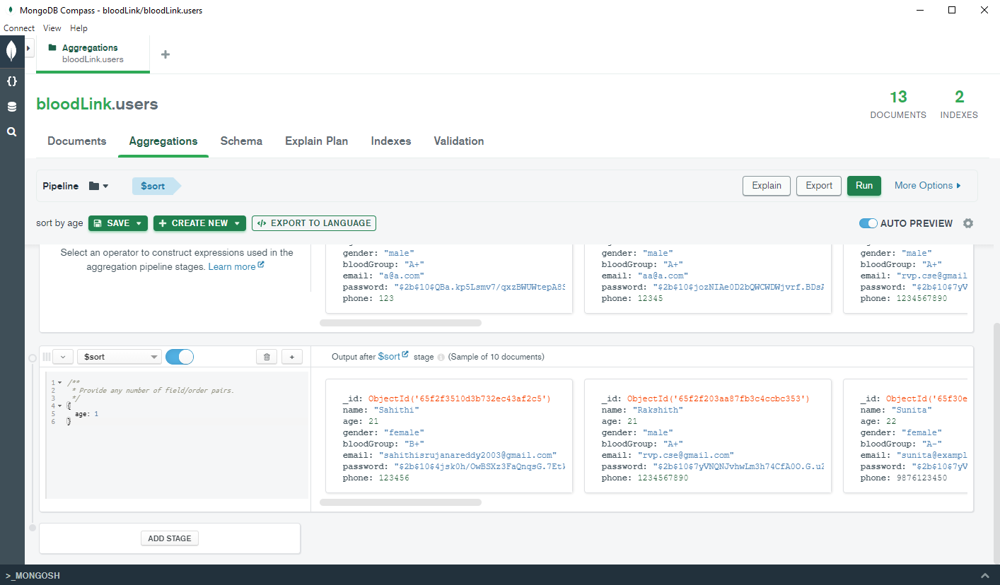 MongoDB Compass - bloodLink/bloodLink.users
Connect View Help
Aggregations
bloodLink.users
bloodLink.users
13
DOCUMENTS
2
INDEXES
Documents Aggregations Schema Explain Plan Indexes Validation
Pipeline $sort Explain Export Run More Options
sort by age SAVE CREATE NEW EXPORT TO LANGUAGE AUTO PREVIEW
Select an operator to construct expressions used in the
aggregation pipeline stages. Learn more
gender: "male"
bloodGroup: "A+"
email: "a@a.com"
password: "$2b$10$QBa.kp5Lsmv7/qxzBWUWtepA8S
phone: 123
gender: "male"
bloodGroup: "A+"
email: "aa@a.com"
password: "$2b$10$jozNIAe0D2bQWCWDWjvrf.BDsA
phone: 12345
gender: "male"
bloodGroup: "A+"
email: "rvp.cse@gmail
password: "$2b$10$7yV
phone: 1234567890
$sort
Output after $sort stage (Sample of 10 documents)
1 /**
2 * Provide any number of field/order pairs.
3 */
4 {
5 age: 1
6 }
_id: ObjectId('65f2f3510d3b732ec43af2c5')
name: "Sahithi"
age: 21
gender: "female"
bloodGroup: "B+"
email: "sahithisrujanareddy2003@gmail.com"
password: "$2b$10$4jsk0h/OwBSXz3FaQnqsG.7Etk
phone: 123456
_id: ObjectId('65f2f203aa87fb3c4ccbc353')
name: "Rakshith"
age: 21
gender: "male"
bloodGroup: "A+"
email: "rvp.cse@gmail.com"
password: "$2b$10$7yVNQNJvhwLm3h74CfA0O.G.uZ
phone: 1234567890
_id: ObjectId('65f30e
name: "Sunita"
age: 22
gender: "female"
bloodGroup: "A-"
email: "sunita@exampl
password: "$2b$10$7yV
phone: 9876123450
ADD STAGE
>_MONGOSH